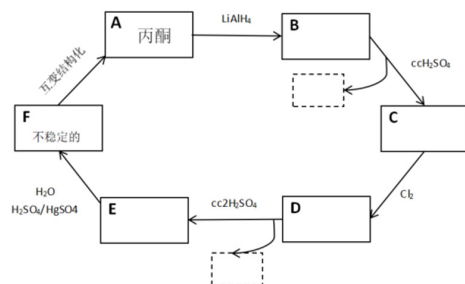 A
丙酮
LiAlH4
B
ccH2SO4
C
Cl2
D
cc2H2SO4
E
H2O
H2SO4/HgSO4
F
不稳定的
互变结构化